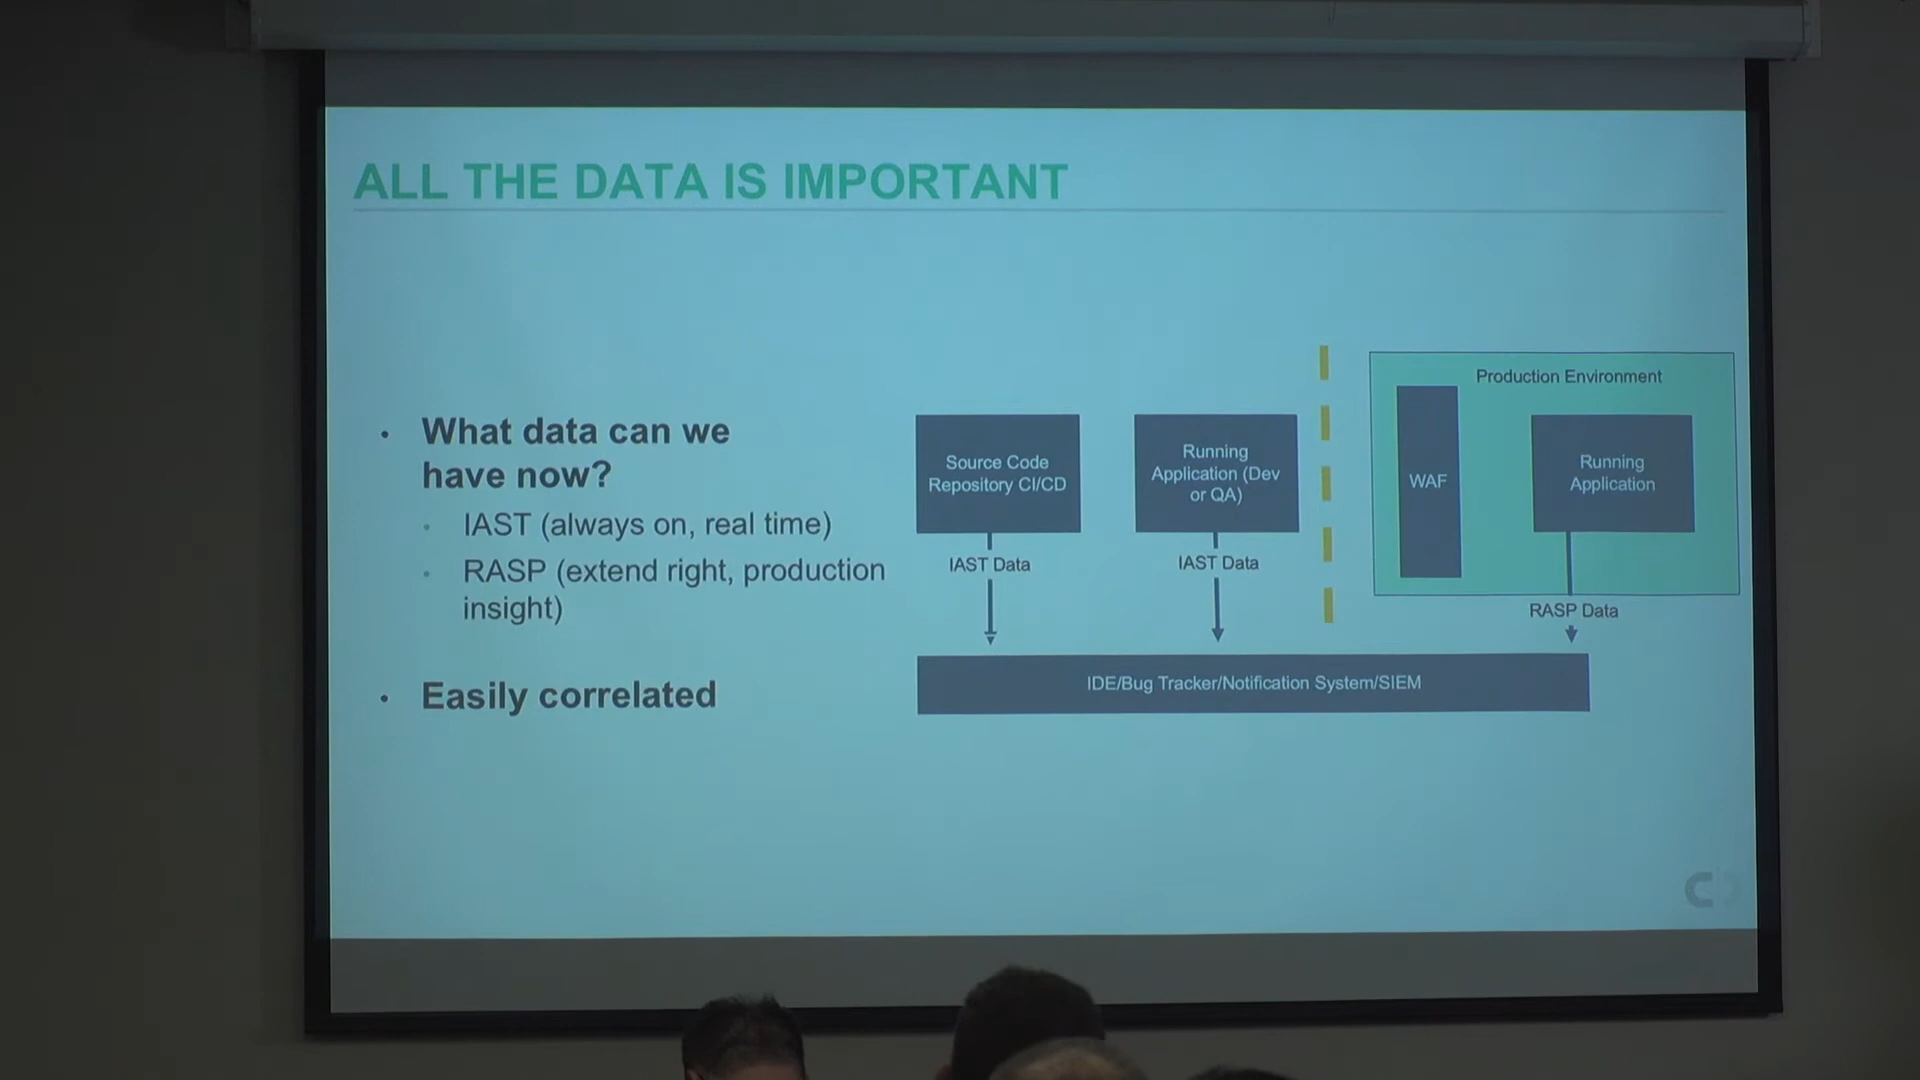 ALL THE DATA IS IMPORTANT
• What data can we
have now?
• IAST (always on, real time)
• RASP (extend right, production
insight)
• Easily correlated
Source Code
Repository CI/CD
IAST Data
Running
Application (Dev
or QA)
IAST Data
Production Environment
WAF
Running
Application
RASP Data
IDE/Bug Tracker/Notification System/SIEM